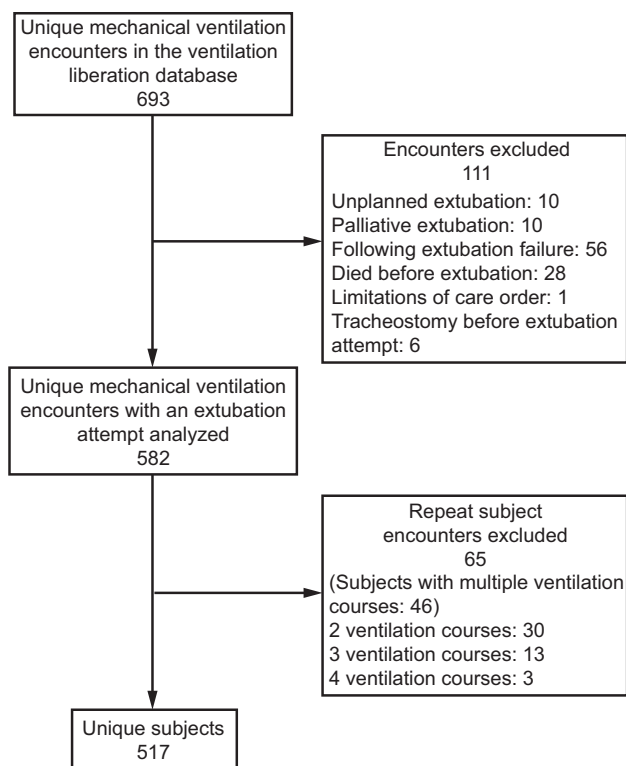 Unique mechanical ventilation
encounters in the ventilation
liberation database
693
Encounters excluded
111
Unplanned extubation: 10
Palliative extubation: 10
Following extubation failure: 56
Died before extubation: 28
Limitations of care order: 1
Tracheostomy before extubation
attempt: 6
Unique mechanical ventilation
encounters with an extubation
attempt analyzed
582
Repeat subject
encounters excluded
65
(Subjects with multiple ventilation
courses: 46)
2 ventilation courses: 30
3 ventilation courses: 13
4 ventilation courses: 3
Unique subjects
517